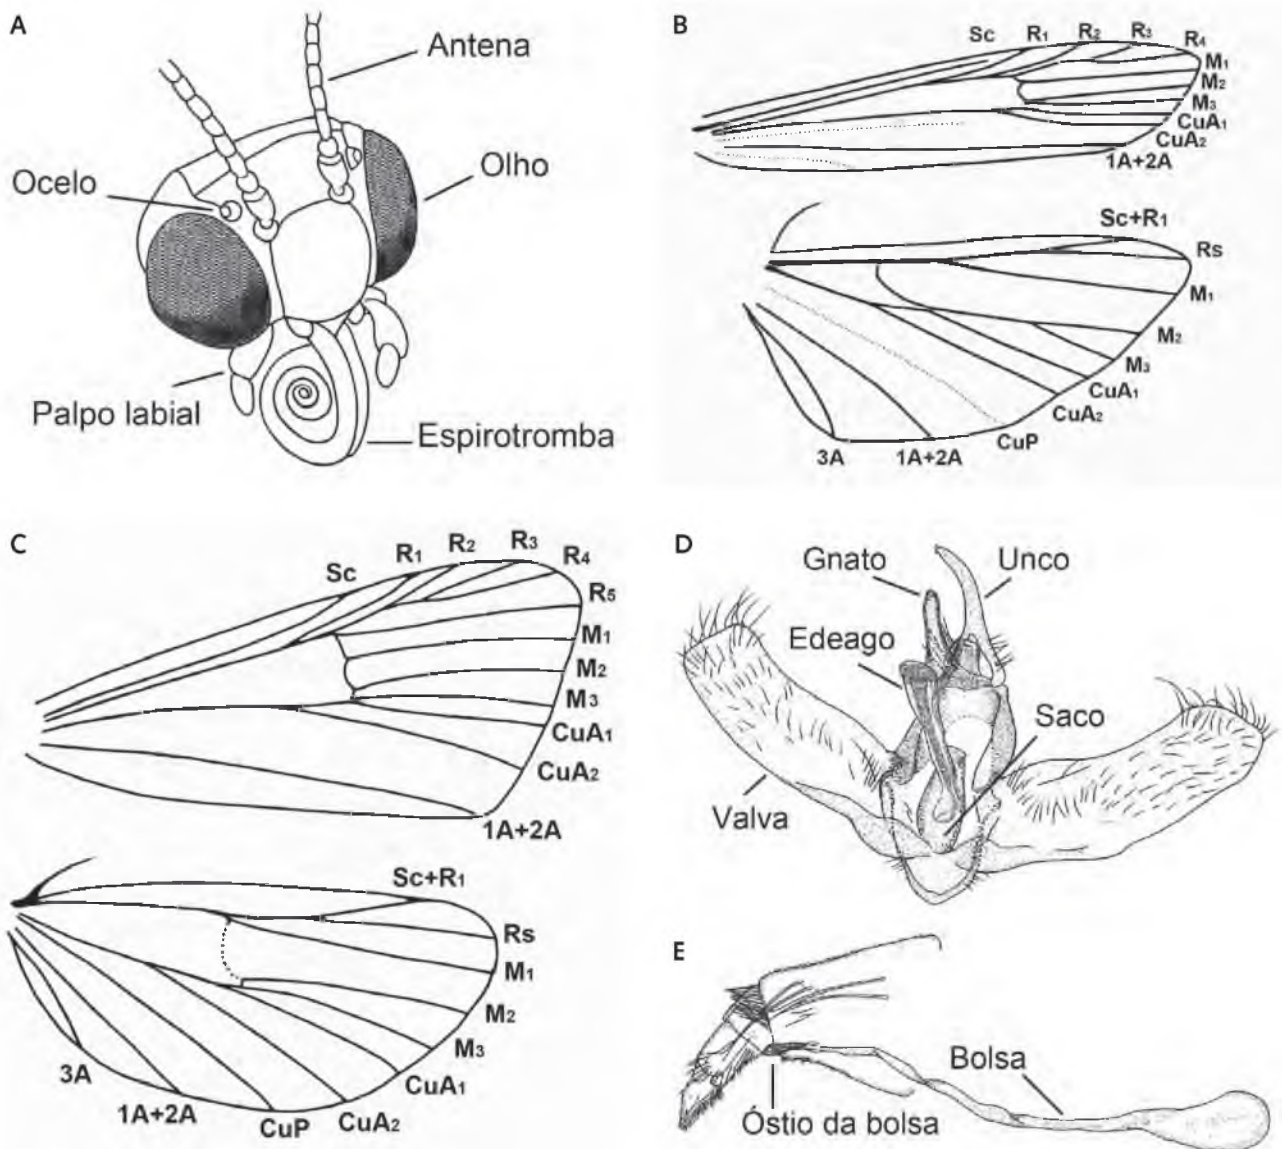 A
Antena
Ocelo
Olho
Palpo labial
Espirotromba
B
Sc
R1
R2
R3
R4
M1
M2
M3
CuA1
CuA2
1A+2A
Sc+R1
Rs
M1
M2
M3
CuA1
CuA2
CuP
1A+2A
3A
C
Sc
R1
R2
R3
R4
R5
M1
M2
M3
CuA1
CuA2
1A+2A
Sc+R1
Rs
M1
M2
M3
CuA1
CuA2
CuP
1A+2A
3A
D
Gnato
Unco
Edeago
Saco
Valva
E
Bolsa
Óstio da bolsa